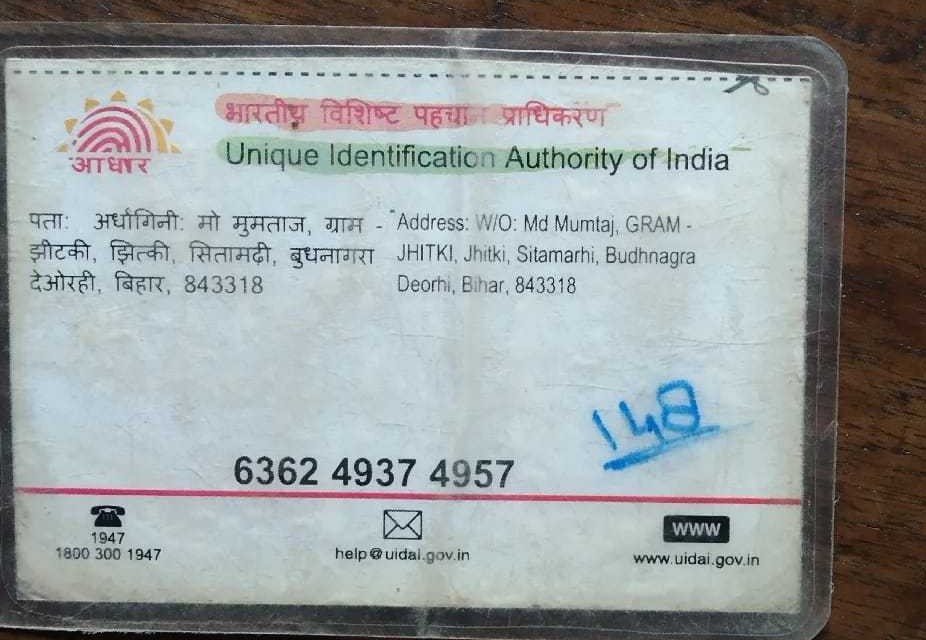 भारतीय विशिष्ट पहचान प्राधिकरण
Unique Identification Authority of India
आधार
पता: अर्धांगिनी: मो मुमताज, ग्राम -
झीटकी, झित्की, सितामढ़ी, बुधनागरा
देओरही, बिहार, 843318
Address: W/O: Md Mumtaj, GRAM -
JHITKI, Jhitki, Sitamarhi, Budhnagra
Deorhi, Bihar, 843318
148
6362 4937 4957
1947
1800 300 1947
help@uidai.gov.in
www
www.uidai.gov.in